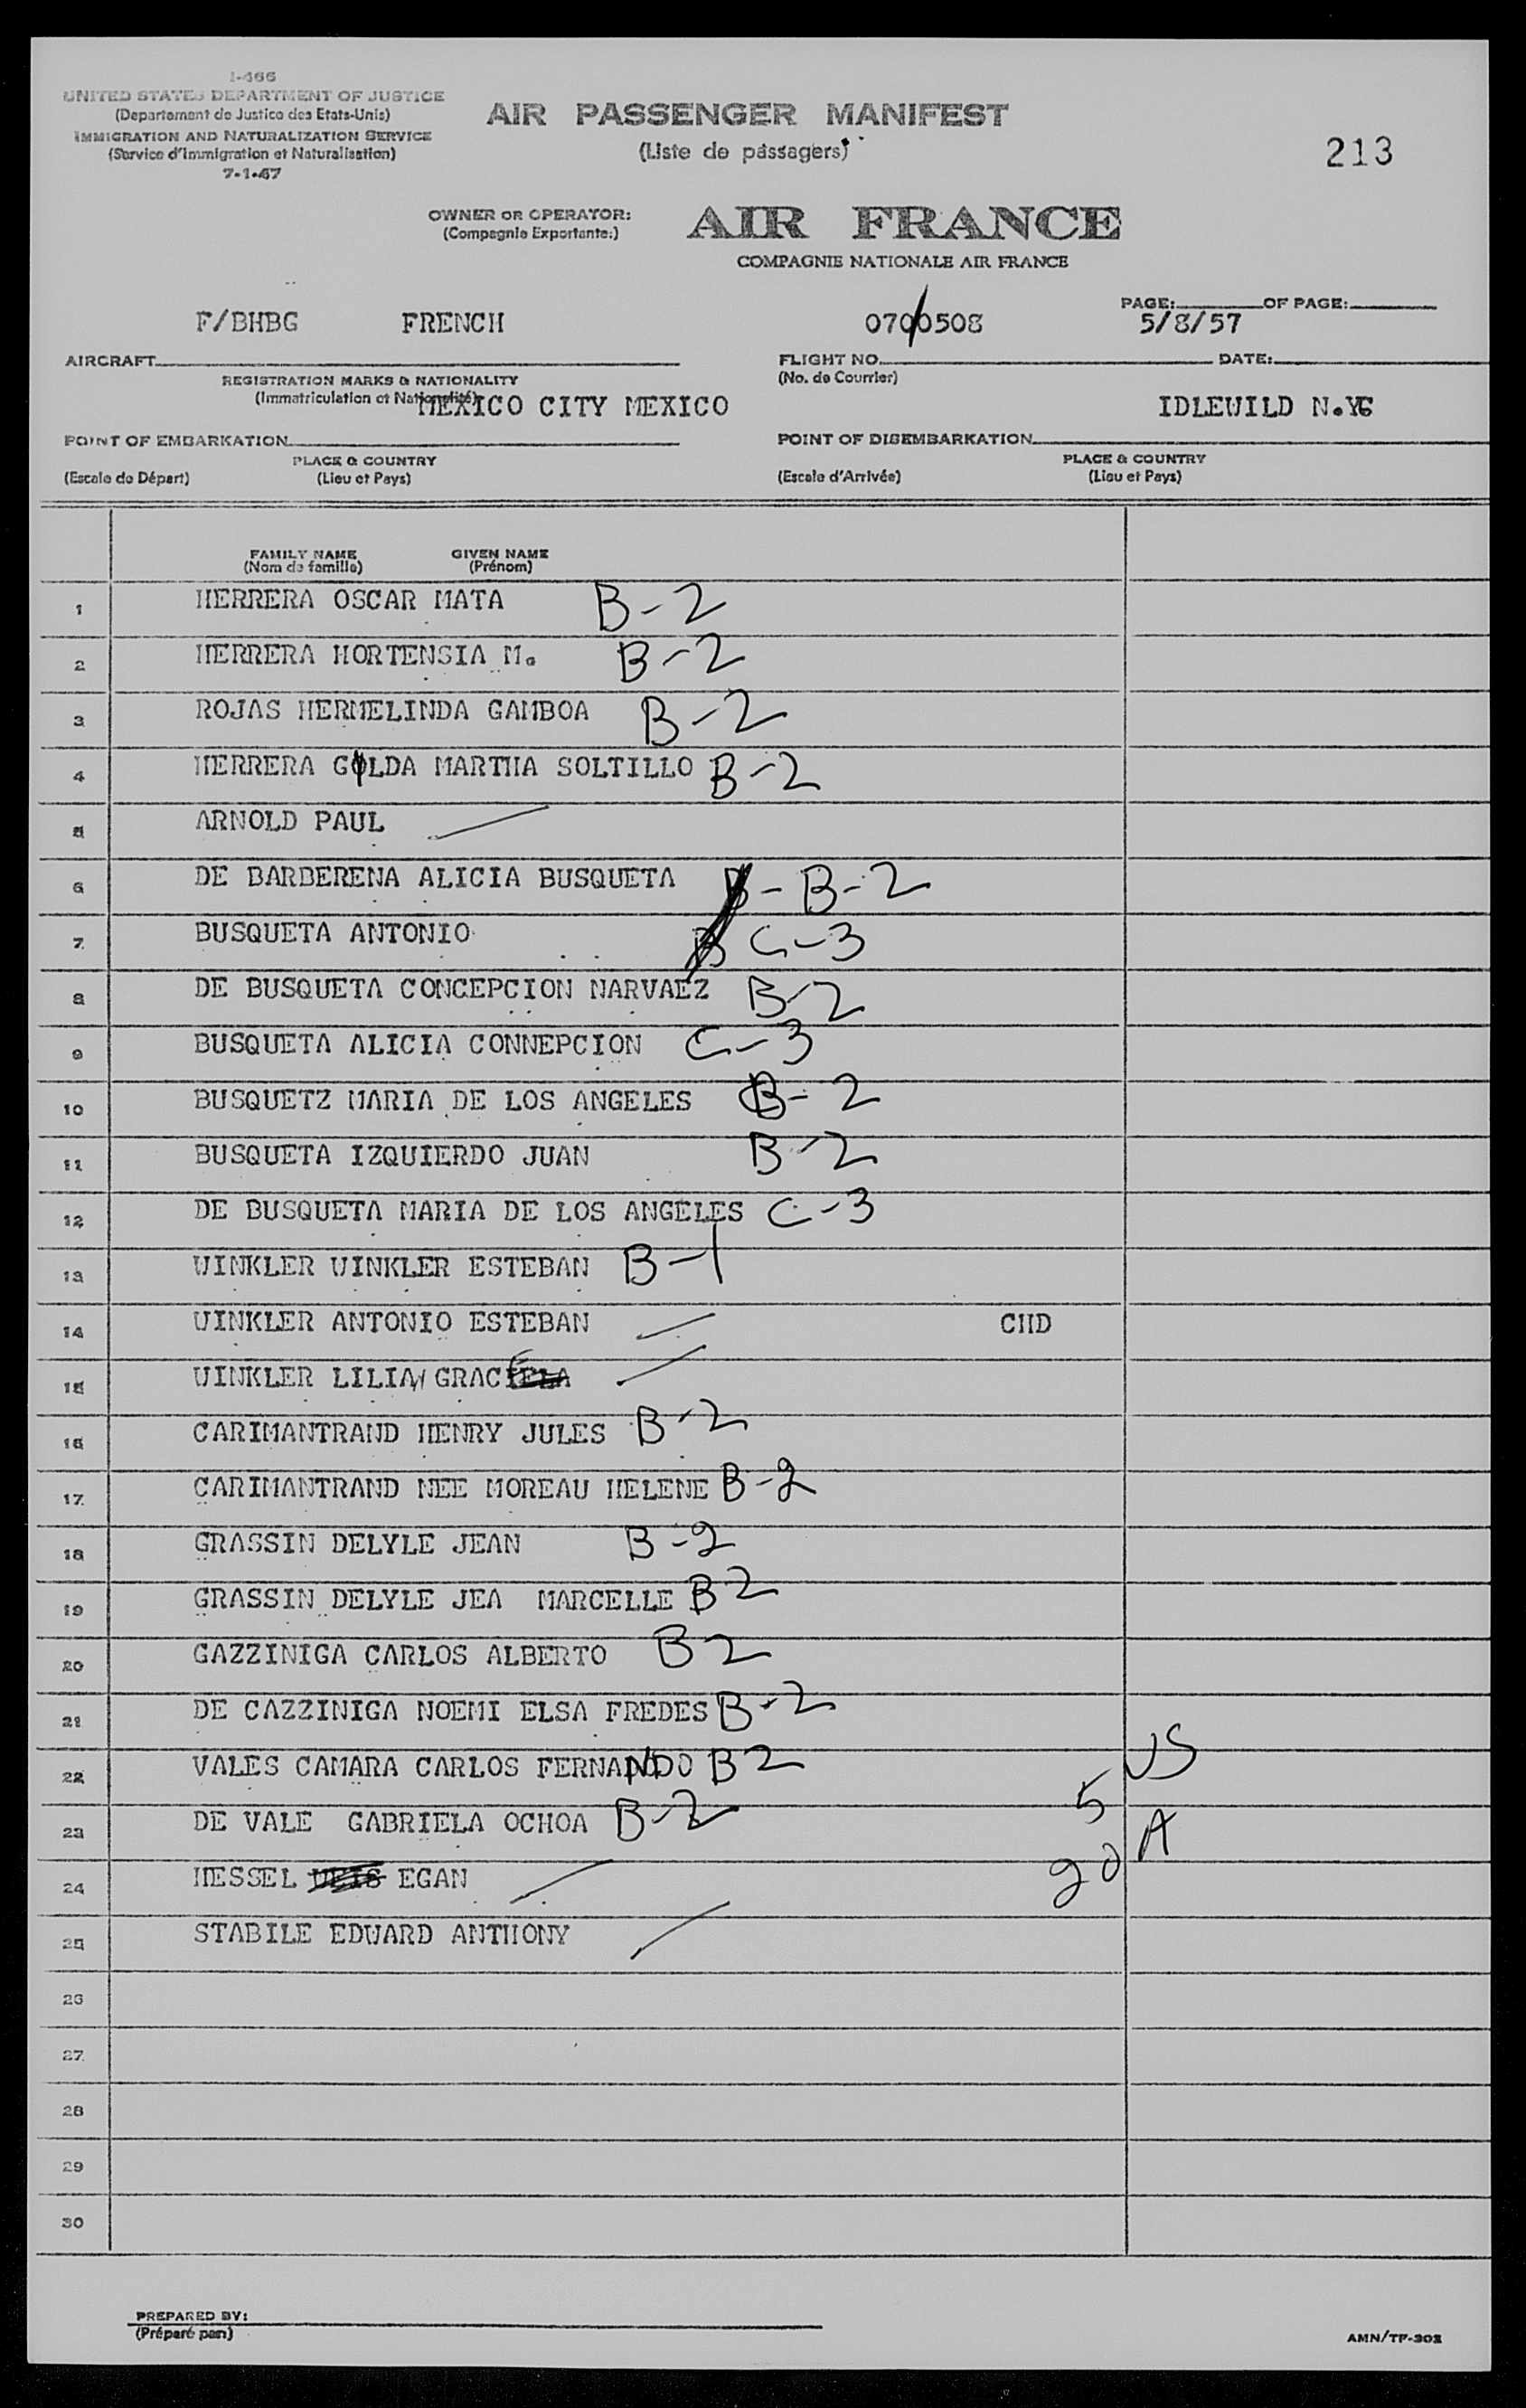 I-466
UNITED STATES DEPARTMENT OF JUSTICE
(Departement de Justice des Etats-Unis)
IMMIGRATION AND NATURALIZATION SERVICE
(Service d'Immigration et Naturalisation)
7-1-47
AIR PASSENGER MANIFEST
(Liste de passagers)
213
OWNER OR OPERATOR: AIR FRANCE
(Compagnie Exportante:)
COMPAGNIE NATIONALE AIR FRANCE
PAGE: OF PAGE:
F/BHBG FRENCH 070/0508 5/8/57
AIRCRAFT FLIGHT NO. DATE:
REGISTRATION MARKS & NATIONALITY (No. de Courrier)
(Immatriculation et Nationalité)
MEXICO CITY MEXICO IDLEWILD N.Y
POINT OF EMBARKATION POINT OF DISEMBARKATION
PLACE & COUNTRY PLACE & COUNTRY
(Escale de Départ) (Lieu et Pays) (Escale d'Arrivée) (Lieu et Pays)
FAMILY NAME GIVEN NAME
(Nom de famille) (Prénom)
1 HERRERA OSCAR MATA B-2
2 HERRERA HORTENSIA M. B-2
3 ROJAS HERMELINDA GAMBOA B-2
4 HERRERA GOLDA MARTHA SOLTILLO B-2
5 ARNOLD PAUL
6 DE BARBERENA ALICIA BUSQUETA - B-2
7 BUSQUETA ANTONIO C-3
8 DE BUSQUETA CONCEPCION NARVAEZ B-2
9 BUSQUETA ALICIA CONNEPCION C-3
10 BUSQUETZ MARIA DE LOS ANGELES B-2
11 BUSQUETA IZQUIERDO JUAN B-2
12 DE BUSQUETA MARIA DE LOS ANGELES C-3
13 WINKLER WINKLER ESTEBAN B-1
14 WINKLER ANTONIO ESTEBAN CHD
15 WINKLER LILIAN GRACE
16 CARIMANTRAND HENRY JULES B-2
17 CARIMANTRAND NEE MOREAU HELENE B-2
18 GRASSIN DELYLE JEAN B-2
19 GRASSIN DELYLE JEA MARCELLE B2
20 GAZZINIGA CARLOS ALBERTO B2
21 DE CAZZINIGA NOEMI ELSA FREDES B-2
22 VALES CAMARA CARLOS FERNANDO B2
5 US
23 DE VALE GABRIELA OCHOA B-2
20 A
24 HESSEL EGAN
25 STABILE EDWARD ANTHONY
26
27
28
29
30
PREPARED BY:
(Préparé par)
AMN/TF-302